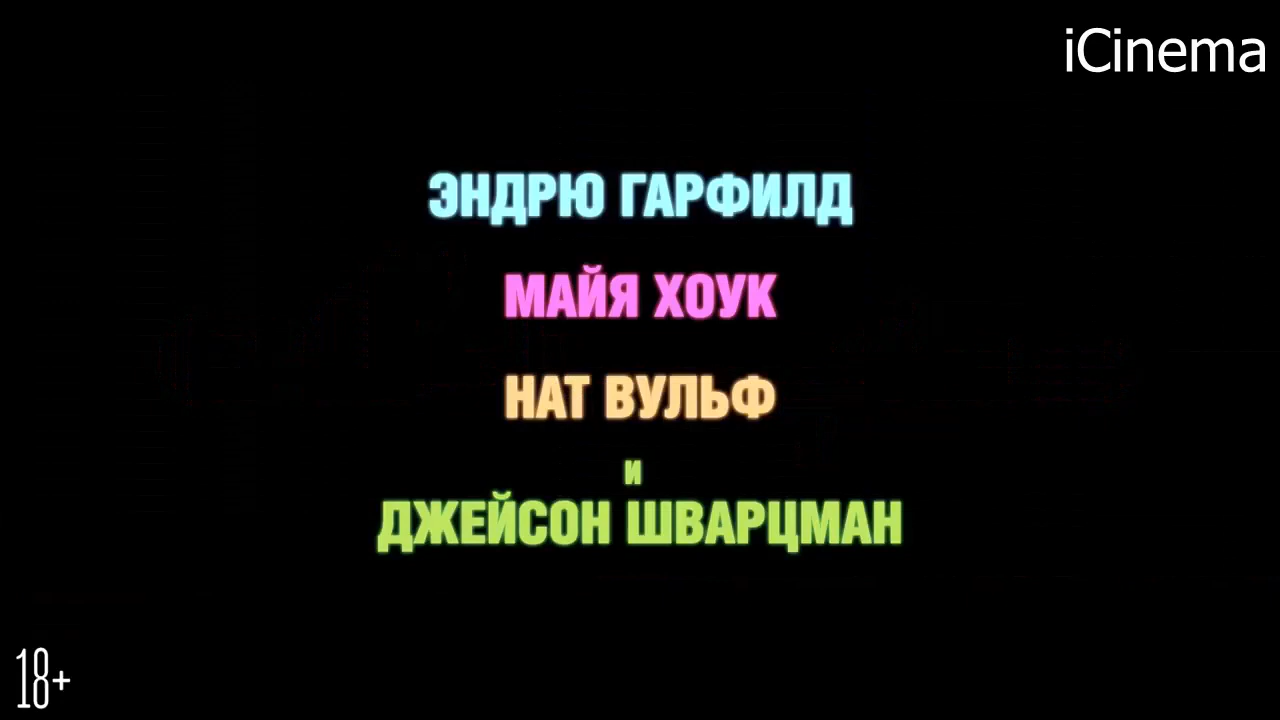 iCinema
ЭНДРЮ ГАРФИЛД
МАЙЯ ХОУК
НАТ ВУЛЬФ
и
ДЖЕЙСОН ШВАРЦМАН
18+